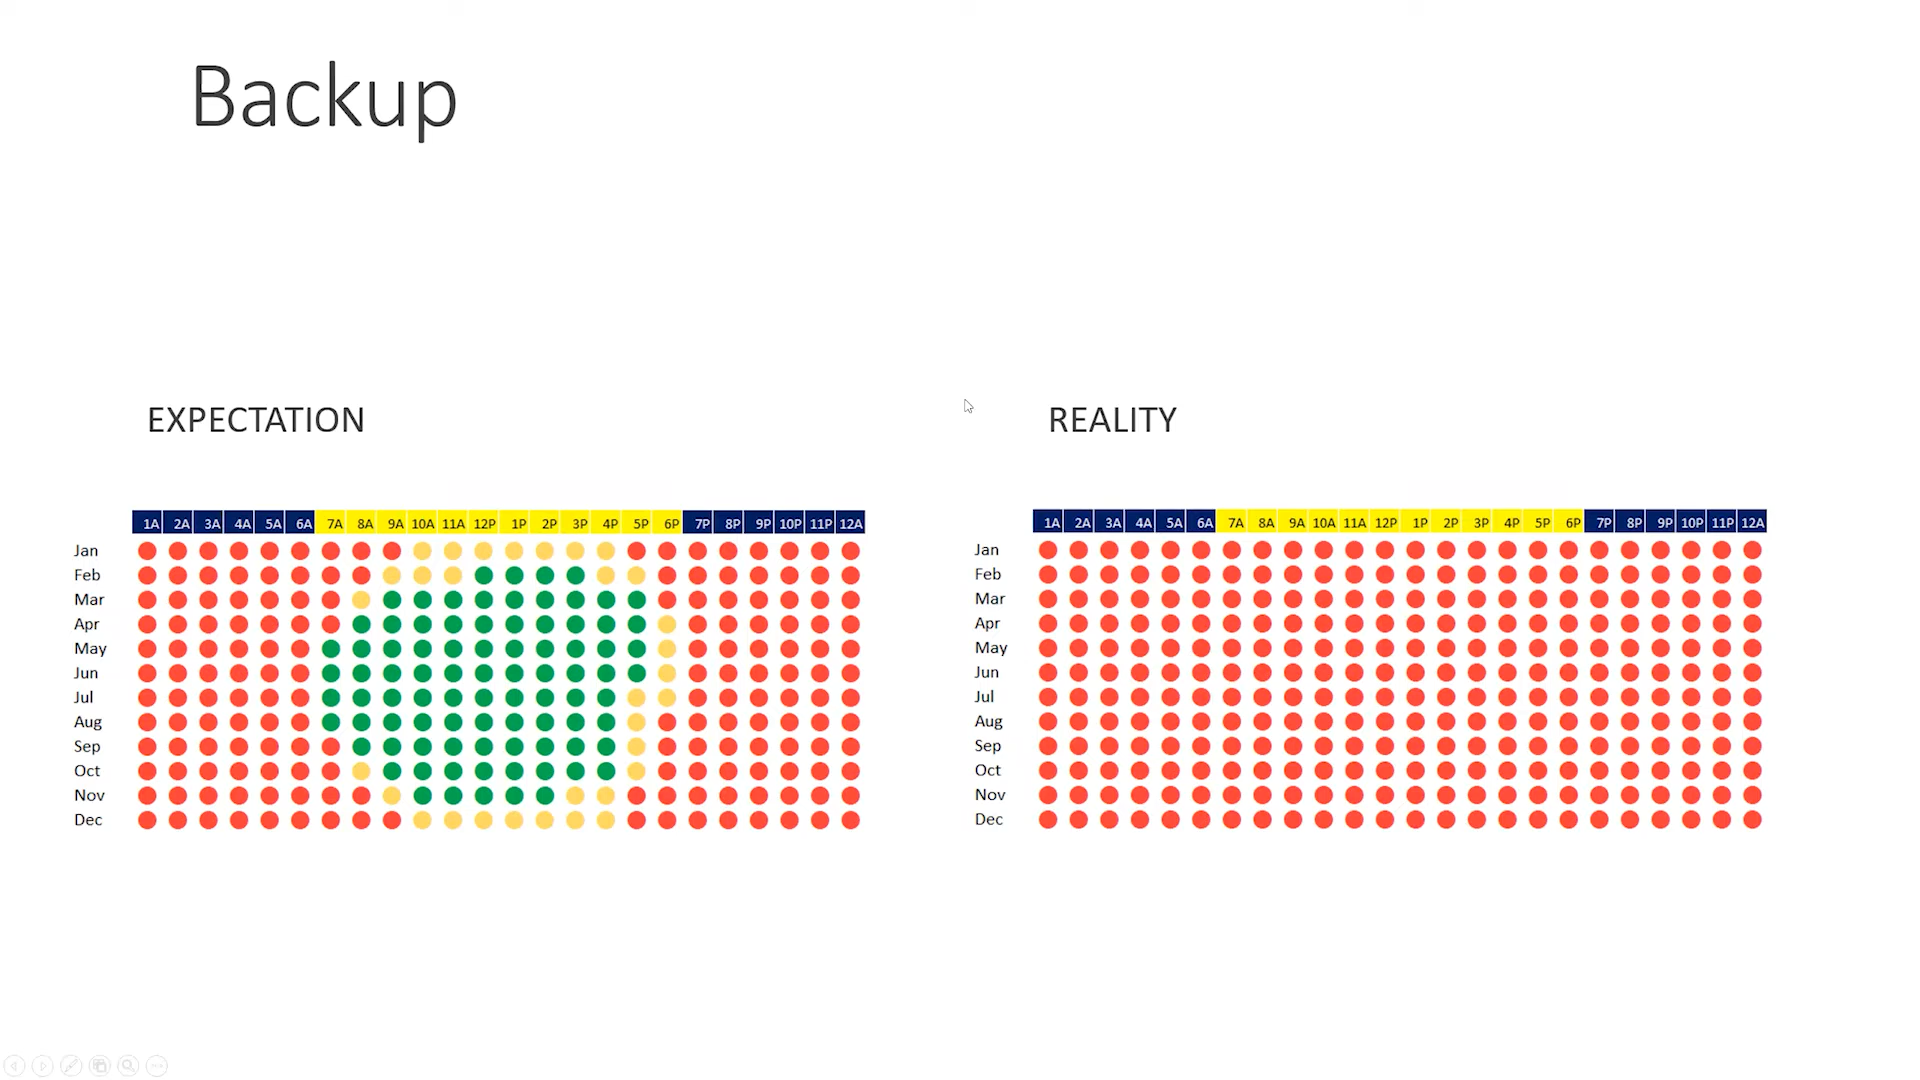 Backup
EXPECTATION
1A 2A 3A 4A 5A 6A 7A 8A 9A 10A 11A 12P 1P 2P 3P 4P 5P 6P 7P 8P 9P 10P 11P 12A
Jan
Feb
Mar
Apr
May
Jun
Jul
Aug
Sep
Oct
Nov
Dec
REALITY
1A 2A 3A 4A 5A 6A 7A 8A 9A 10A 11A 12P 1P 2P 3P 4P 5P 6P 7P 8P 9P 10P 11P 12A
Jan
Feb
Mar
Apr
May
Jun
Jul
Aug
Sep
Oct
Nov
Dec